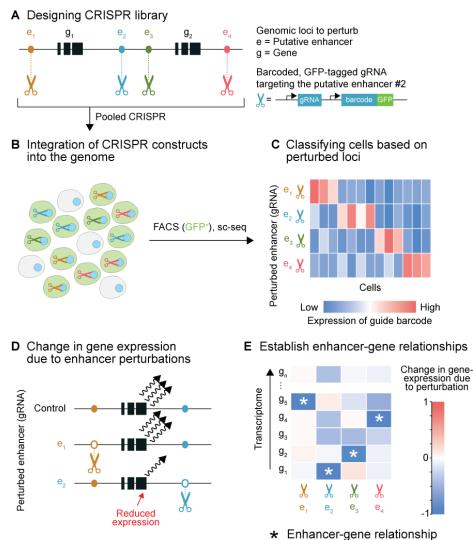 A Designing CRISPR library
e1 g1 e2 e3 g2 e4
Genomic loci to perturb
e = Putative enhancer
g = Gene
Barcoded, GFP-tagged gRNA
targeting the putative enhancer #2
= gRNA barcode GFP
Pooled CRISPR
B Integration of CRISPR constructs
into the genome
FACS (GFP+), sc-seq
C Classifying cells based on
perturbed loci
Perturbed enhancer (gRNA)
e1
e2
e3
e4
Cells
Low High
Expression of guide barcode
D Change in gene expression
due to enhancer perturbations
Perturbed enhancer (gRNA)
Control
e1
e2
Reduced
expression
E Establish enhancer-gene relationships
Transcriptome
gn
⋮
g5
g4
g3
g2
g1
* *
*
*
e1 e2 e3 e4
Change in gene-
expression due
to perturbation
1
0
-1
* Enhancer-gene relationship